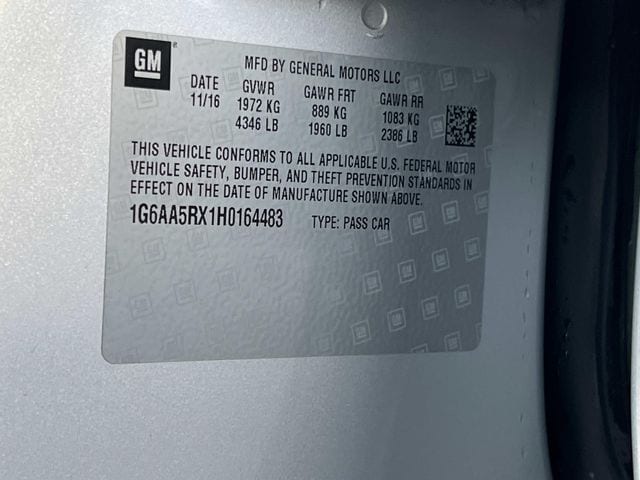 GM
MFD BY GENERAL MOTORS LLC
DATE GVWR GAWR FRT GAWR RR
11/16 1972 KG 889 KG 1083 KG
4346 LB 1960 LB 2386 LB
THIS VEHICLE CONFORMS TO ALL APPLICABLE U.S. FEDERAL MOTOR
VEHICLE SAFETY, BUMPER, AND THEFT PREVENTION STANDARDS IN
EFFECT ON THE DATE OF MANUFACTURE SHOWN ABOVE.
1G6AA5RX1H0164483 TYPE: PASS CAR